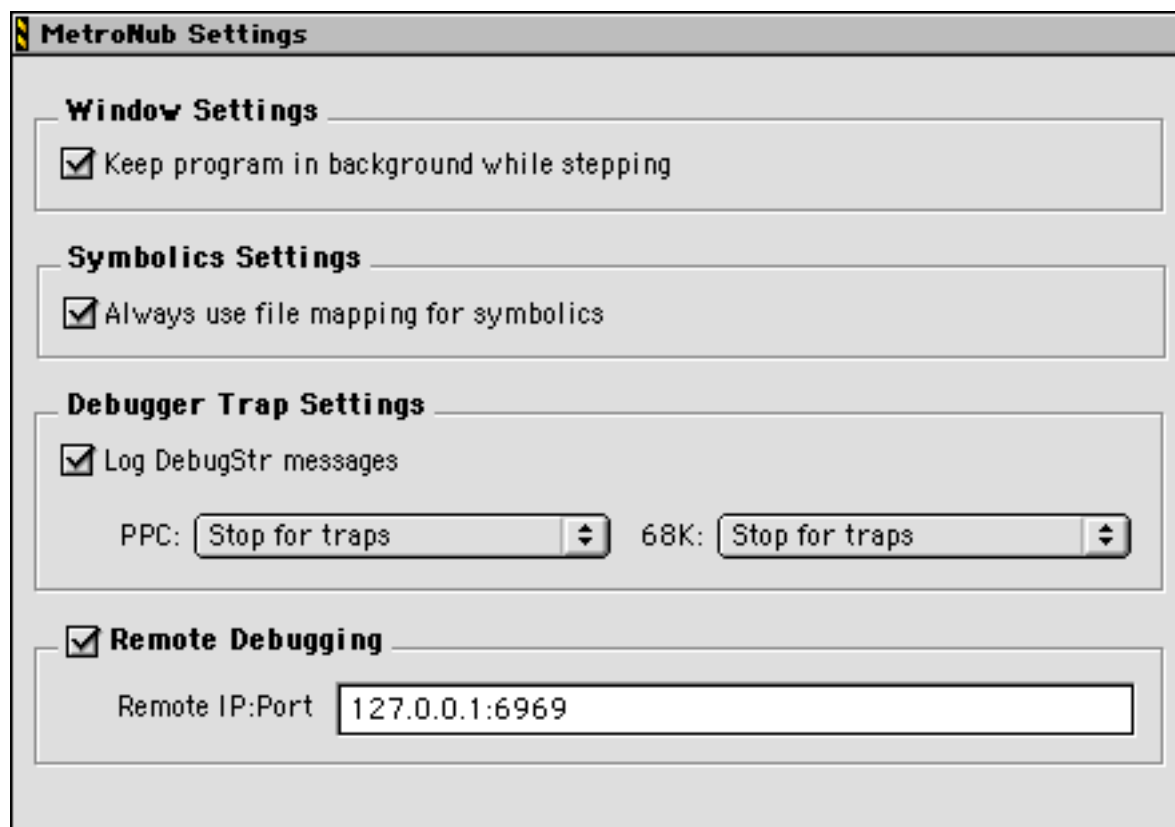 MetroNub Settings
Window Settings
Keep program in background while stepping
Symbolics Settings
Always use file mapping for symbolics
Debugger Trap Settings
Log DebugStr messages
PPC: Stop for traps 68K: Stop for traps
Remote Debugging
Remote IP:Port 127.0.0.1:6969